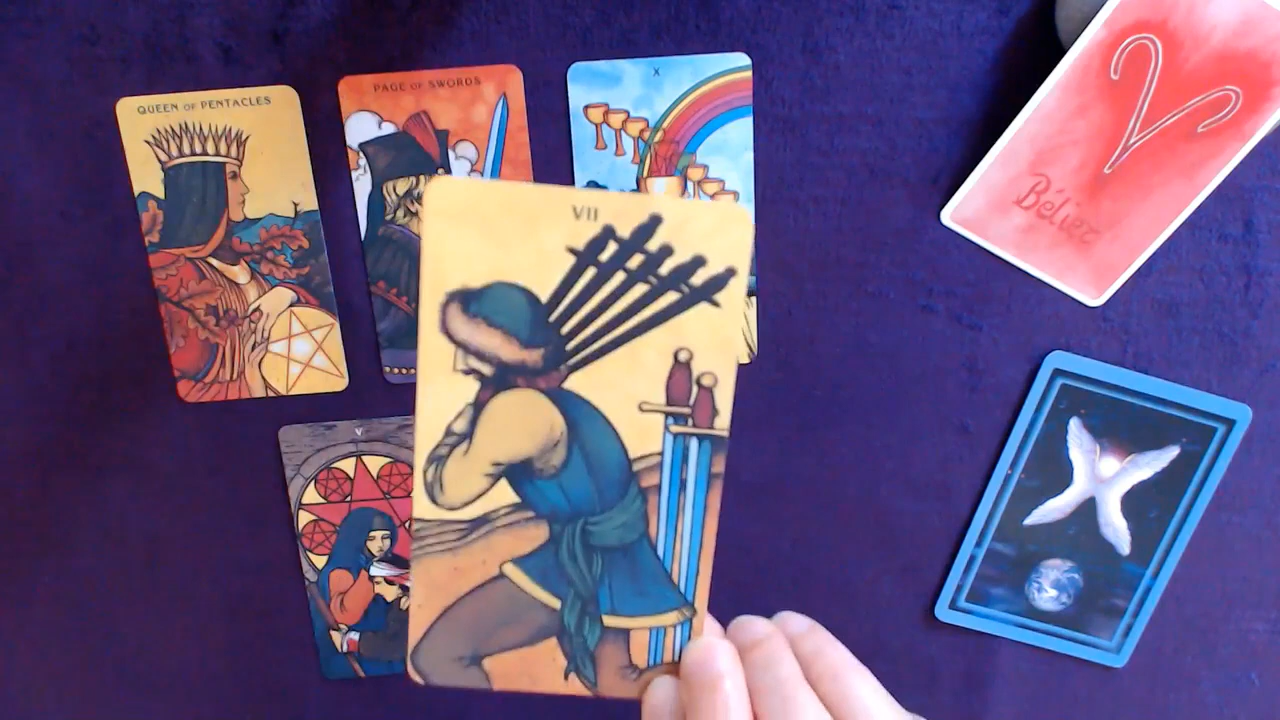 QUEEN OF PENTACLES
PAGE OF SWORDS
X
VII
V
Bélier